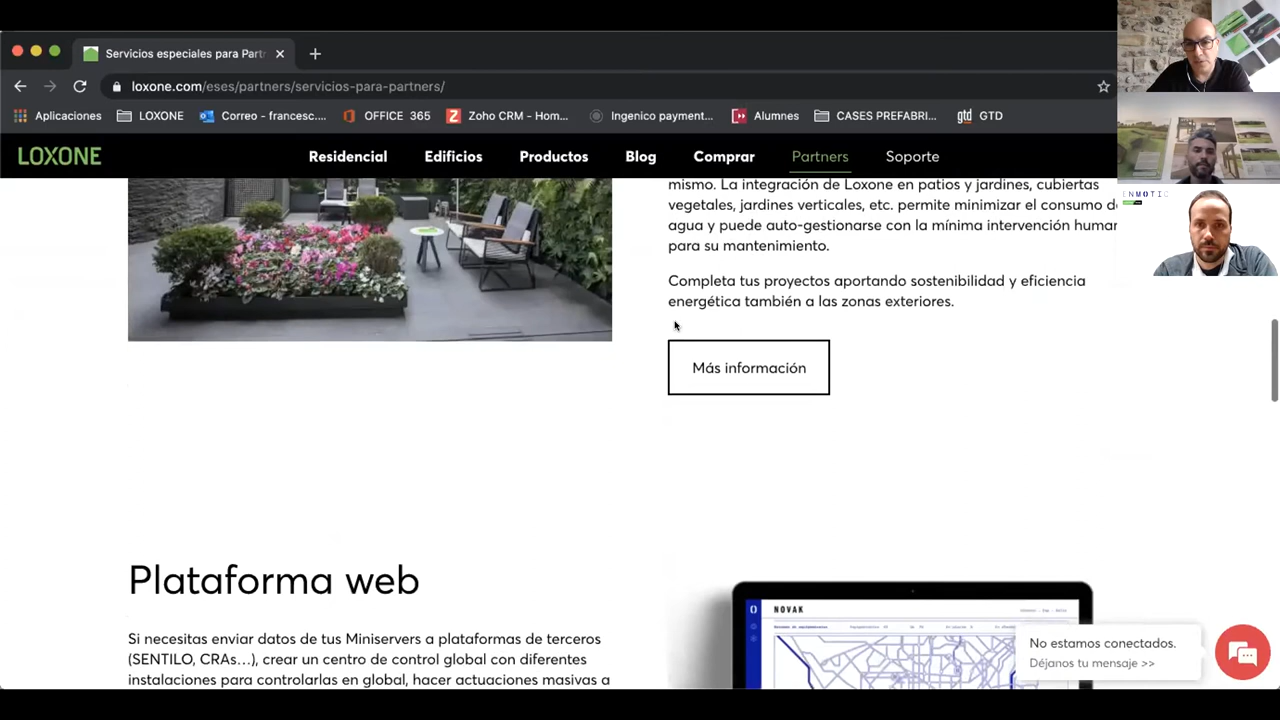 Servicios especiales para Part
loxone.com/eses/partners/servicios-para-partners/
Aplicaciones LOXONE Correo - francesc.... OFFICE 365 Zoho CRM - Hom... Ingenico payment... Alumnes CASES PREFABRI... GTD
LOXONE Residencial Edificios Productos Blog Comprar Partners Soporte
mismo. La integración de Loxone en patios y jardines, cubiertas
vegetales, jardines verticales, etc. permite minimizar el consumo d
agua y puede auto-gestionarse con la mínima intervención huma
para su mantenimiento.
Completa tus proyectos aportando sostenibilidad y eficiencia
energética también a las zonas exteriores.
Más información
Plataforma web
Si necesitas enviar datos de tus Miniservers a plataformas de terceros
(SENTILO, CRAs...), crear un centro de control global con diferentes
instalaciones para controlarlas en global, hacer actuaciones masivas a
NOVAK
No estamos conectados.
Déjanos tu mensaje >>